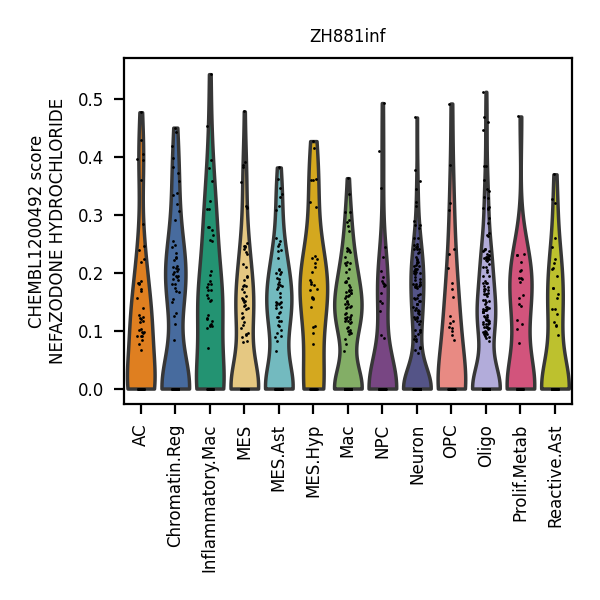 ZH881inf
CHEMBL1200492 score
NEFAZODONE HYDROCHLORIDE
0.5
0.4
0.3
0.2
0.1
0.0
AC
Chromatin.Reg
Inflammatory.Mac
MES
MES.Ast
MES.Hyp
Mac
NPC
Neuron
OPC
Oligo
Prolif.Metab
Reactive.Ast